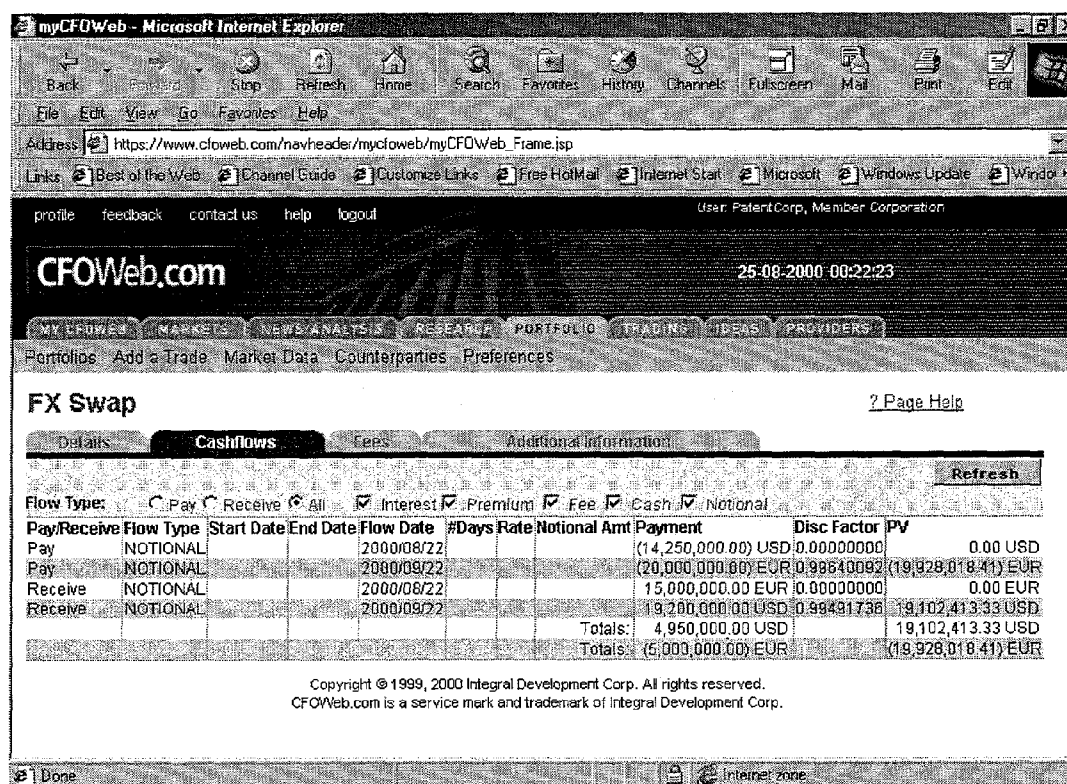 myCFOWeb - Microsoft Internet Explorer
Back Forward Stop Refresh Home Search Favorites History Channels Fullscreen Mail Print Edit
File Edit View Go Favorites Help
Address https://www.cfoweb.com/navheader/mycfoweb/myCFOWeb_Frame.jsp
Links Best of the Web Channel Guide Customize Links Free HotMail Internet Start Microsoft Windows Update
profile feedback contact us help logout User: PatentCorp, Member Corporation
CFOWeb.com 25-08-2000 00:22:23
MY CFOWEB MARKETS NEWS ANALYSIS RESEARCH PORTFOLIO TRADING IDEAS PROVIDERS
Portfolios Add a Trade Market Data Counterparties Preferences
FX Swap ? Page Help
Details Cashflows Fees Additional Information
Refresh
Flow Type: Pay Receive All Interest Premium Fee Cash Notional
Pay/Receive Flow Type Start Date End Date Flow Date #Days Rate Notional Amt Payment Disc Factor PV
Pay NOTIONAL 2000/08/22 (14,250,000.00) USD 0.00000000 0.00 USD
Pay NOTIONAL 2000/09/22 (20,000,000.00) EUR 0.99640092 (19,928,018.41) EUR
Receive NOTIONAL 2000/08/22 15,000,000.00 EUR 0.00000000 0.00 EUR
Receive NOTIONAL 2000/09/22 19,200,000.00 USD 0.99491736 19,102,413.33 USD
Totals: 4,950,000.00 USD 19,102,413.33 USD
Totals: (5,000,000.00) EUR (19,928,018.41) EUR
Copyright © 1999, 2000 Integral Development Corp. All rights reserved.
CFOWeb.com is a service mark and trademark of Integral Development Corp.
Done Internet zone